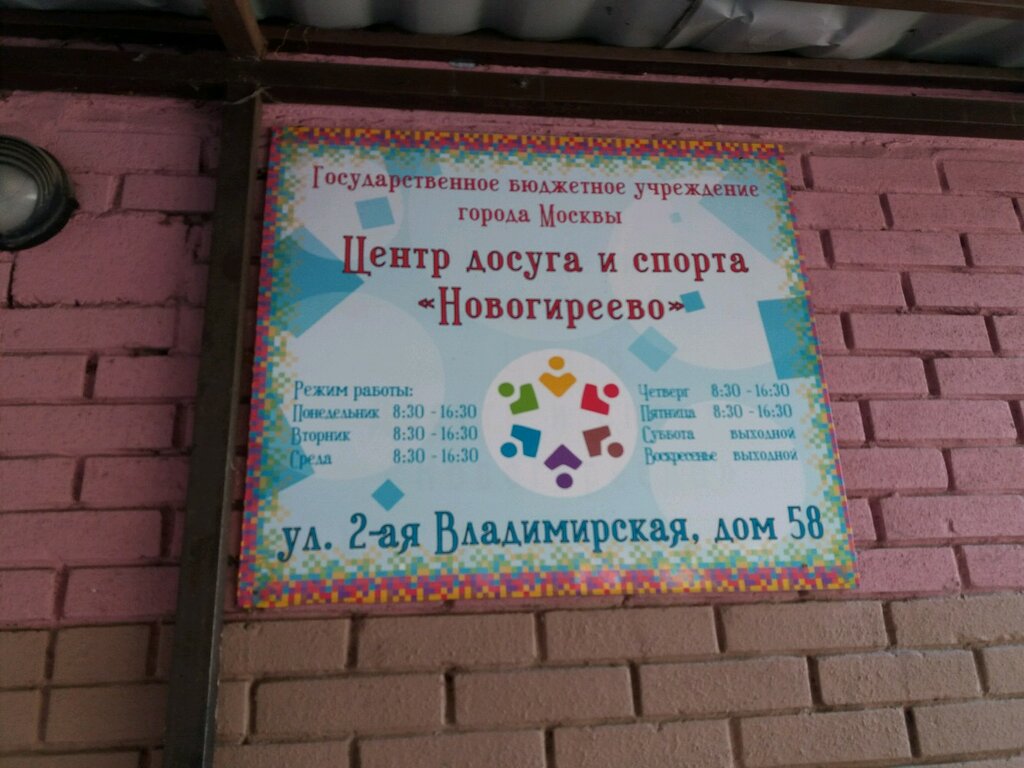 Государственное бюджетное учреждение
города Москвы
Центр досуга и спорта
«Новогиреево»
Режим работы:
Понедельник 8:30 - 16:30
Вторник 8:30 - 16:30
Среда 8:30 - 16:30
Четверг 8:30 - 16:30
Пятница 8:30 - 16:30
Суббота выходной
Воскресенье выходной
ул. 2-ая Владимирская, дом 58